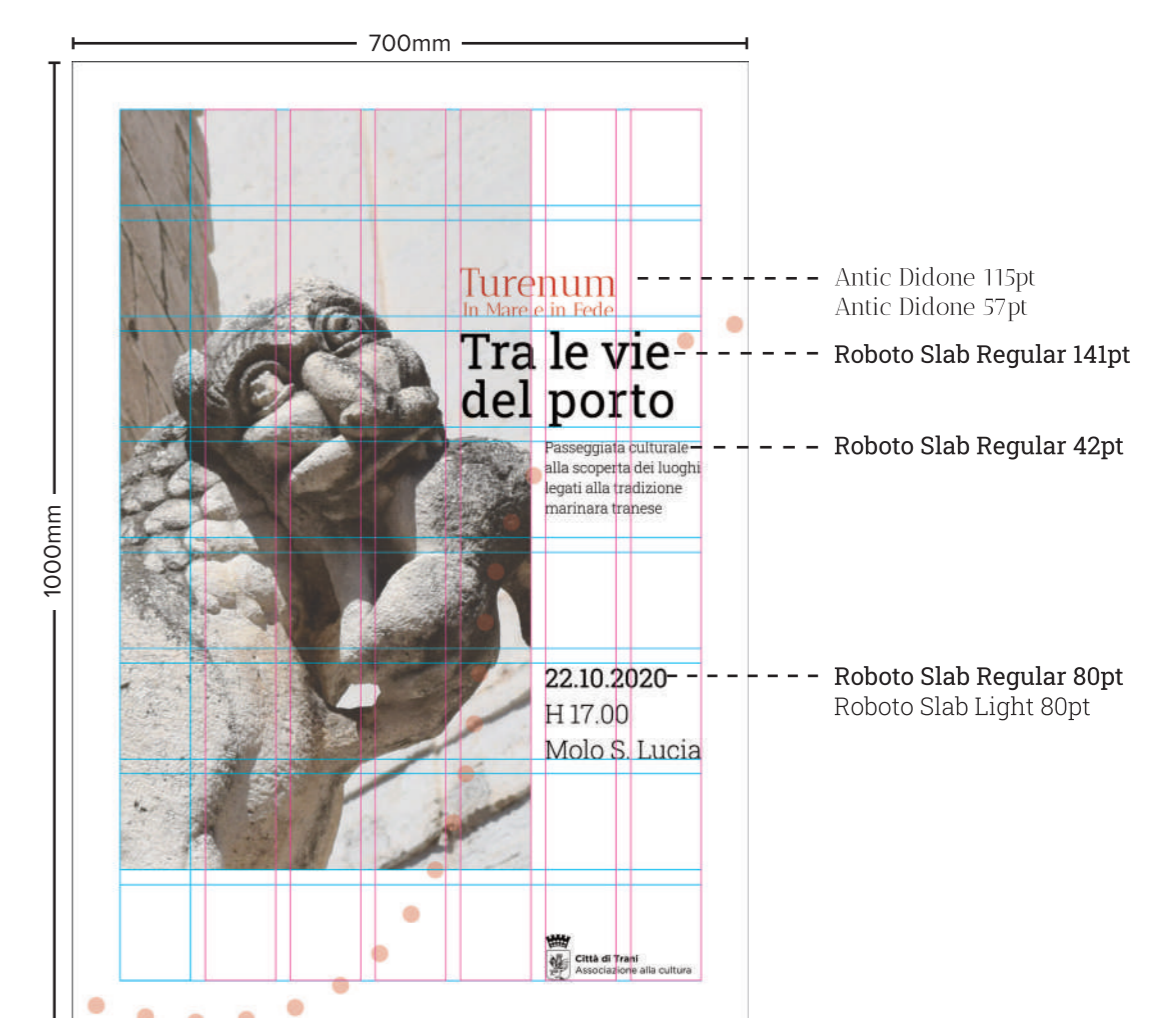 700mm
1000mm
Turenum
In Mare e in Fede
Tra le vie
del porto
Passeggiata culturale
alla scoperta dei luoghi
legati alla tradizione
marinara tranese
22.10.2020
H 17.00
Molo S. Lucia
Città di Trani
Associazione alla cultura
Antic Didone 115pt
Antic Didone 57pt
Roboto Slab Regular 141pt
Roboto Slab Regular 42pt
Roboto Slab Regular 80pt
Roboto Slab Light 80pt